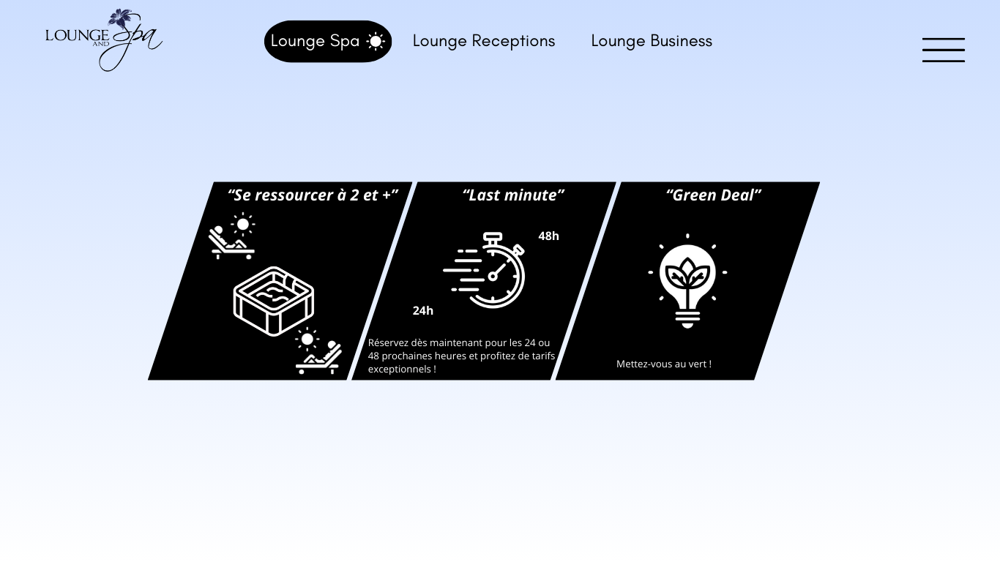 LOUNGE
AND
Spa
Lounge Spa
Lounge Receptions
Lounge Business
“Se ressourcer à 2 et +”
“Last minute”
48h
24h
Réservez dès maintenant pour les 24 ou
48 prochaines heures et profitez de tarifs
exceptionnels !
“Green Deal”
Mettez-vous au vert !